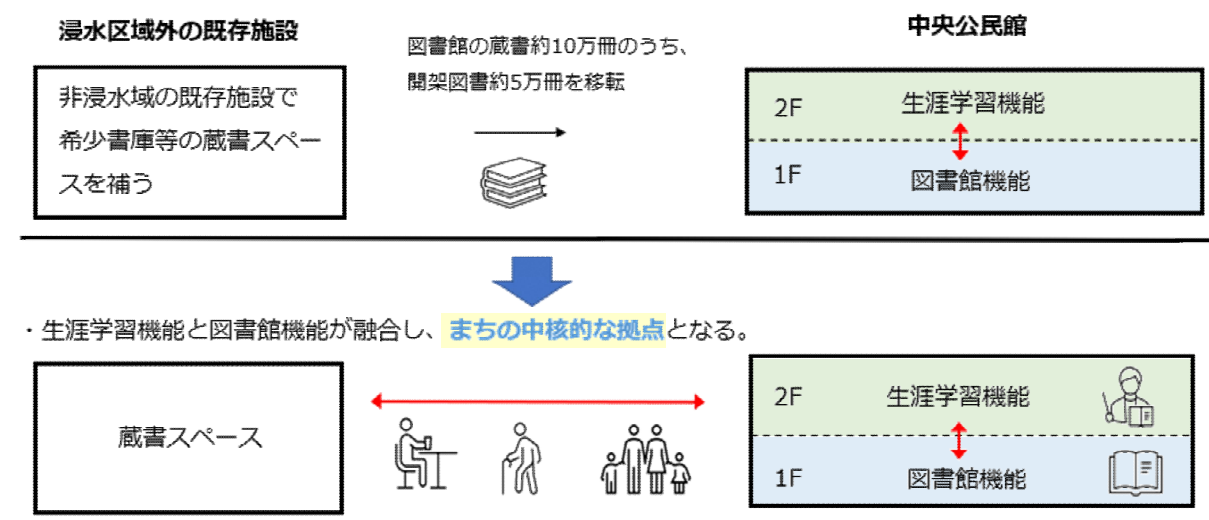 浸水区域外の既存施設
図書館の蔵書約10万冊のうち、
開架図書約5万冊を移転
中央公民館
非浸水域の既存施設で
希少書庫等の蔵書スペー
スを補う
2F 生涯学習機能
1F 図書館機能
・生涯学習機能と図書館機能が融合し、まちの中核的な拠点となる。
蔵書スペース
2F 生涯学習機能
1F 図書館機能